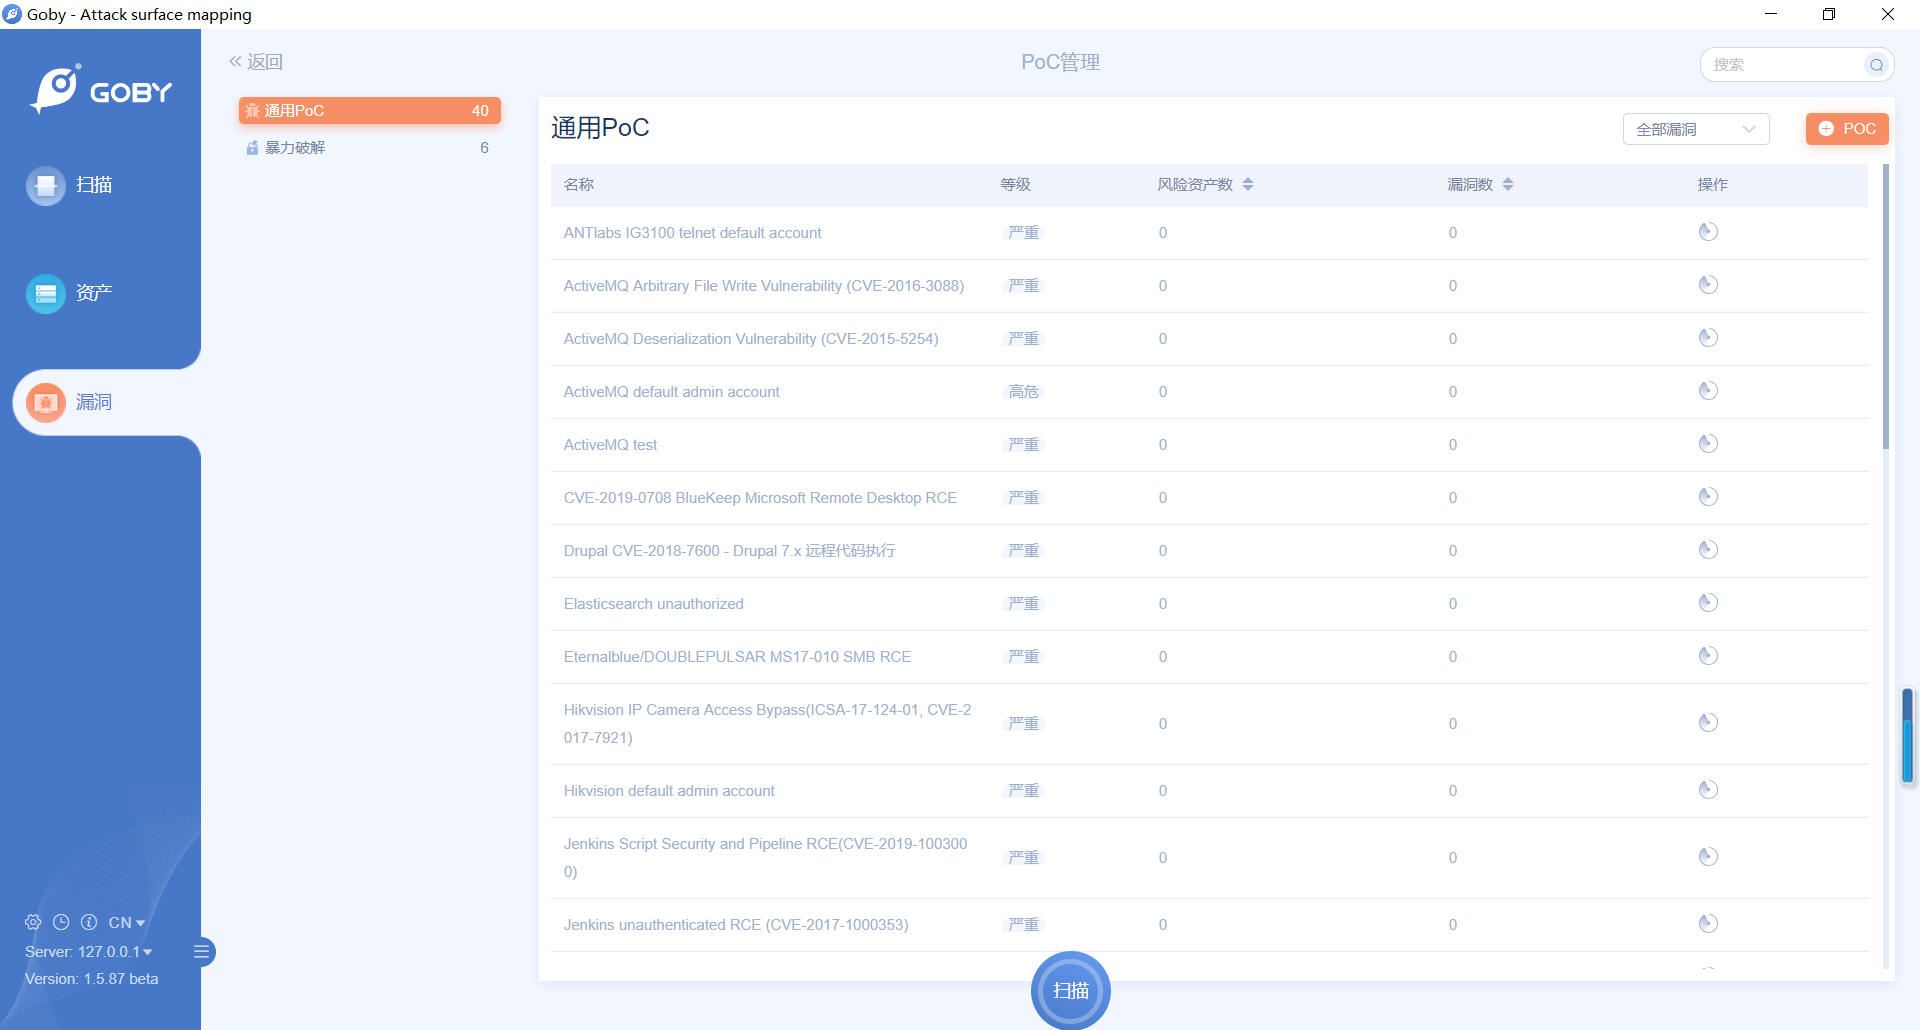 Goby - Attack surface mapping
GOBY
扫描
资产
漏洞
CN
Server: 127.0.0.1
Version: 1.5.87 beta
返回
PoC管理
搜索
通用PoC 40
暴力破解 6
通用PoC
全部漏洞
POC
名称 等级 风险资产数 漏洞数 操作
ANTlabs IG3100 telnet default account 严重 0 0
ActiveMQ Arbitrary File Write Vulnerability (CVE-2016-3088) 严重 0 0
ActiveMQ Deserialization Vulnerability (CVE-2015-5254) 严重 0 0
ActiveMQ default admin account 高危 0 0
ActiveMQ test 严重 0 0
CVE-2019-0708 BlueKeep Microsoft Remote Desktop RCE 严重 0 0
Drupal CVE-2018-7600 - Drupal 7.x 远程代码执行 严重 0 0
Elasticsearch unauthorized 严重 0 0
Eternalblue/DOUBLEPULSAR MS17-010 SMB RCE 严重 0 0
Hikvision IP Camera Access Bypass(ICSA-17-124-01, CVE-2
017-7921) 严重 0 0
Hikvision default admin account 严重 0 0
Jenkins Script Security and Pipeline RCE(CVE-2019-100300
0) 严重 0 0
Jenkins unauthenticated RCE (CVE-2017-1000353) 严重 0 0
扫描